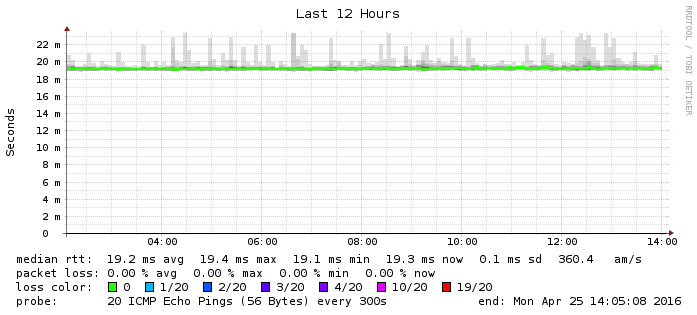 Last 12 Hours
RRDTOOL / TOBI OETIKER
Seconds
22 m
20 m
18 m
16 m
14 m
12 m
10 m
8 m
6 m
4 m
2 m
0
04:00 06:00 08:00 10:00 12:00 14:00
median rtt: 19.2 ms avg 19.4 ms max 19.1 ms min 19.3 ms now 0.1 ms sd 360.4 am/s
packet loss: 0.00 % avg 0.00 % max 0.00 % min 0.00 % now
loss color: 0 1/20 2/20 3/20 4/20 10/20 19/20
probe: 20 ICMP Echo Pings (56 Bytes) every 300s end: Mon Apr 25 14:05:08 2016